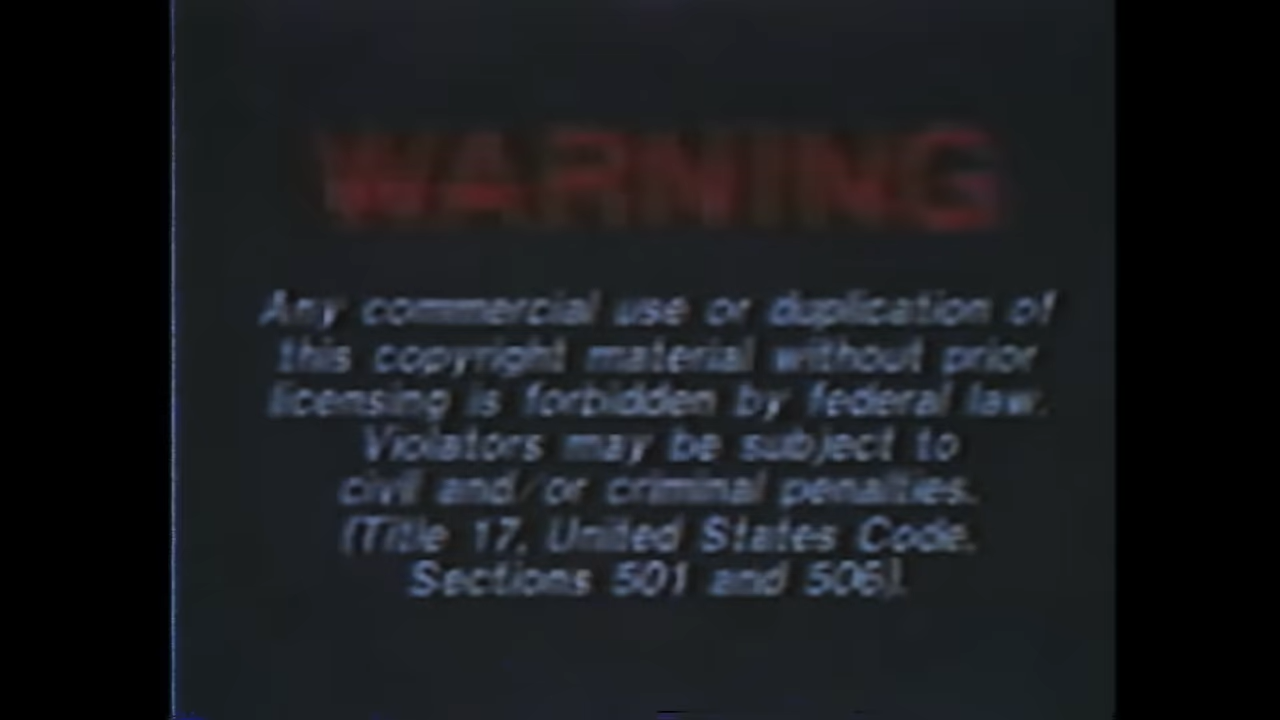 WARNING
Any commercial use or duplication of
this copyright material without prior
licensing is forbidden by federal law.
Violators may be subject to
civil and/or criminal penalties.
(Title 17, United States Code,
Sections 501 and 506).